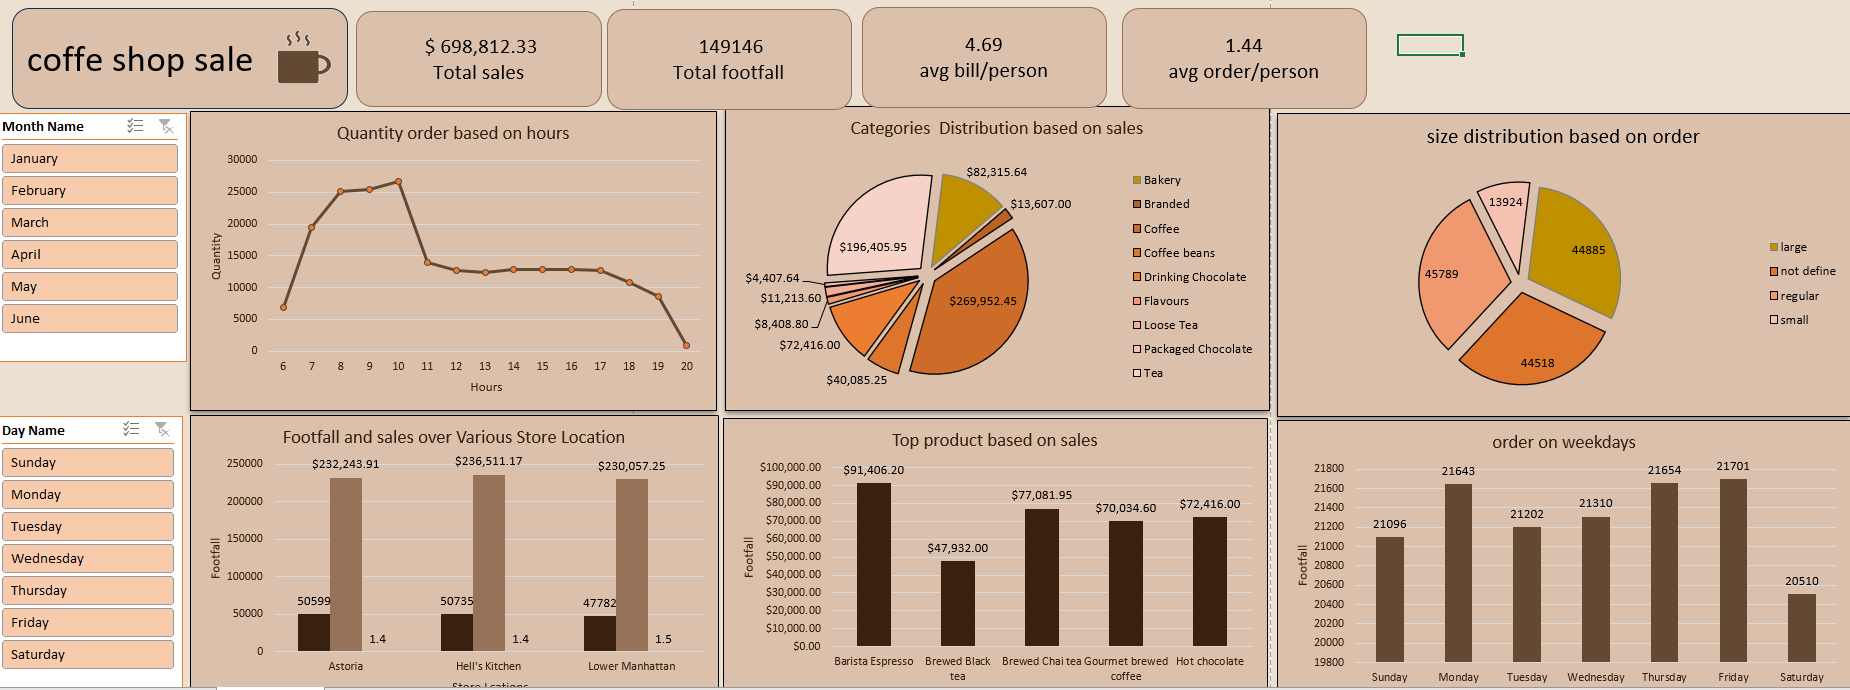 coffe shop sale
$ 698,812.33
Total sales
149146
Total footfall
4.69
avg bill/person
1.44
avg order/person
Month Name
January
February
March
April
May
June
Quantity order based on hours
30000
25000
20000
15000
10000
5000
0
Quantity
6 7 8 9 10 11 12 13 14 15 16 17 18 19 20
Hours
Categories Distribution based on sales
$82,315.64
$13,607.00
$196,405.95
$4,407.64
$11,213.60
$8,408.80
$72,416.00
$40,085.25
$269,952.45
Bakery
Branded
Coffee
Coffee beans
Drinking Chocolate
Flavours
Loose Tea
Packaged Chocolate
Tea
size distribution based on order
13924
44885
45789
44518
large
not define
regular
small
Day Name
Sunday
Monday
Tuesday
Wednesday
Thursday
Friday
Saturday
Footfall and sales over Various Store Location
250000
200000
150000
100000
50000
0
Footfall
$232,243.91
$236,511.17
$230,057.25
50599
1.4
50735
1.4
47782
1.5
Astoria
Hell's Kitchen
Lower Manhattan
Store Lcations
Top product based on sales
$100,000.00
$90,000.00
$80,000.00
$70,000.00
$60,000.00
$50,000.00
$40,000.00
$30,000.00
$20,000.00
$10,000.00
$0.00
Footfall
$91,406.20
$47,932.00
$77,081.95
$70,034.60
$72,416.00
Barista Espresso
Brewed Black
tea
Brewed Chai tea
Gourmet brewed
coffee
Hot chocolate
order on weekdays
21800
21600
21400
21200
21000
20800
20600
20400
20200
20000
19800
Footfall
21096
21643
21202
21310
21654
21701
20510
Sunday
Monday
Tuesday
Wednesday
Thursday
Friday
Saturday